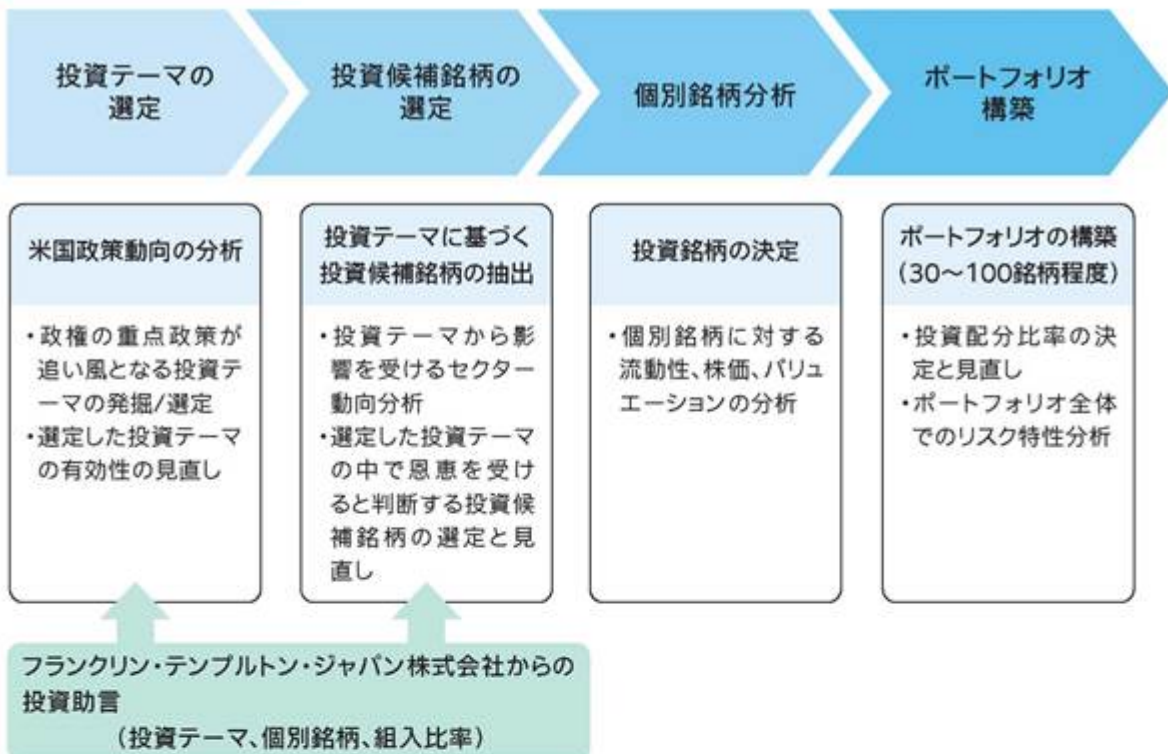 投資テーマの
選定
投資候補銘柄の
選定
個別銘柄分析
ポートフォリオ
構築
米国政策動向の分析
・政権の重点政策が
追い風となる投資テ
ーマの発掘/選定
・選定した投資テーマ
の有効性の見直し
投資テーマに基づく
投資候補銘柄の抽出
・投資テーマから影
響を受けるセクター
動向分析
・選定した投資テーマ
の中で恩恵を受け
ると判断する投資候
補銘柄の選定と見
直し
投資銘柄の決定
・個別銘柄に対する
流動性、株価、バリュ
エーションの分析
ポートフォリオの構築
(30～100銘柄程度)
・投資配分比率の決
定と見直し
・ポートフォリオ全体
でのリスク特性分析
フランクリン・テンプルトン・ジャパン株式会社からの
投資助言
(投資テーマ、個別銘柄、組入比率)